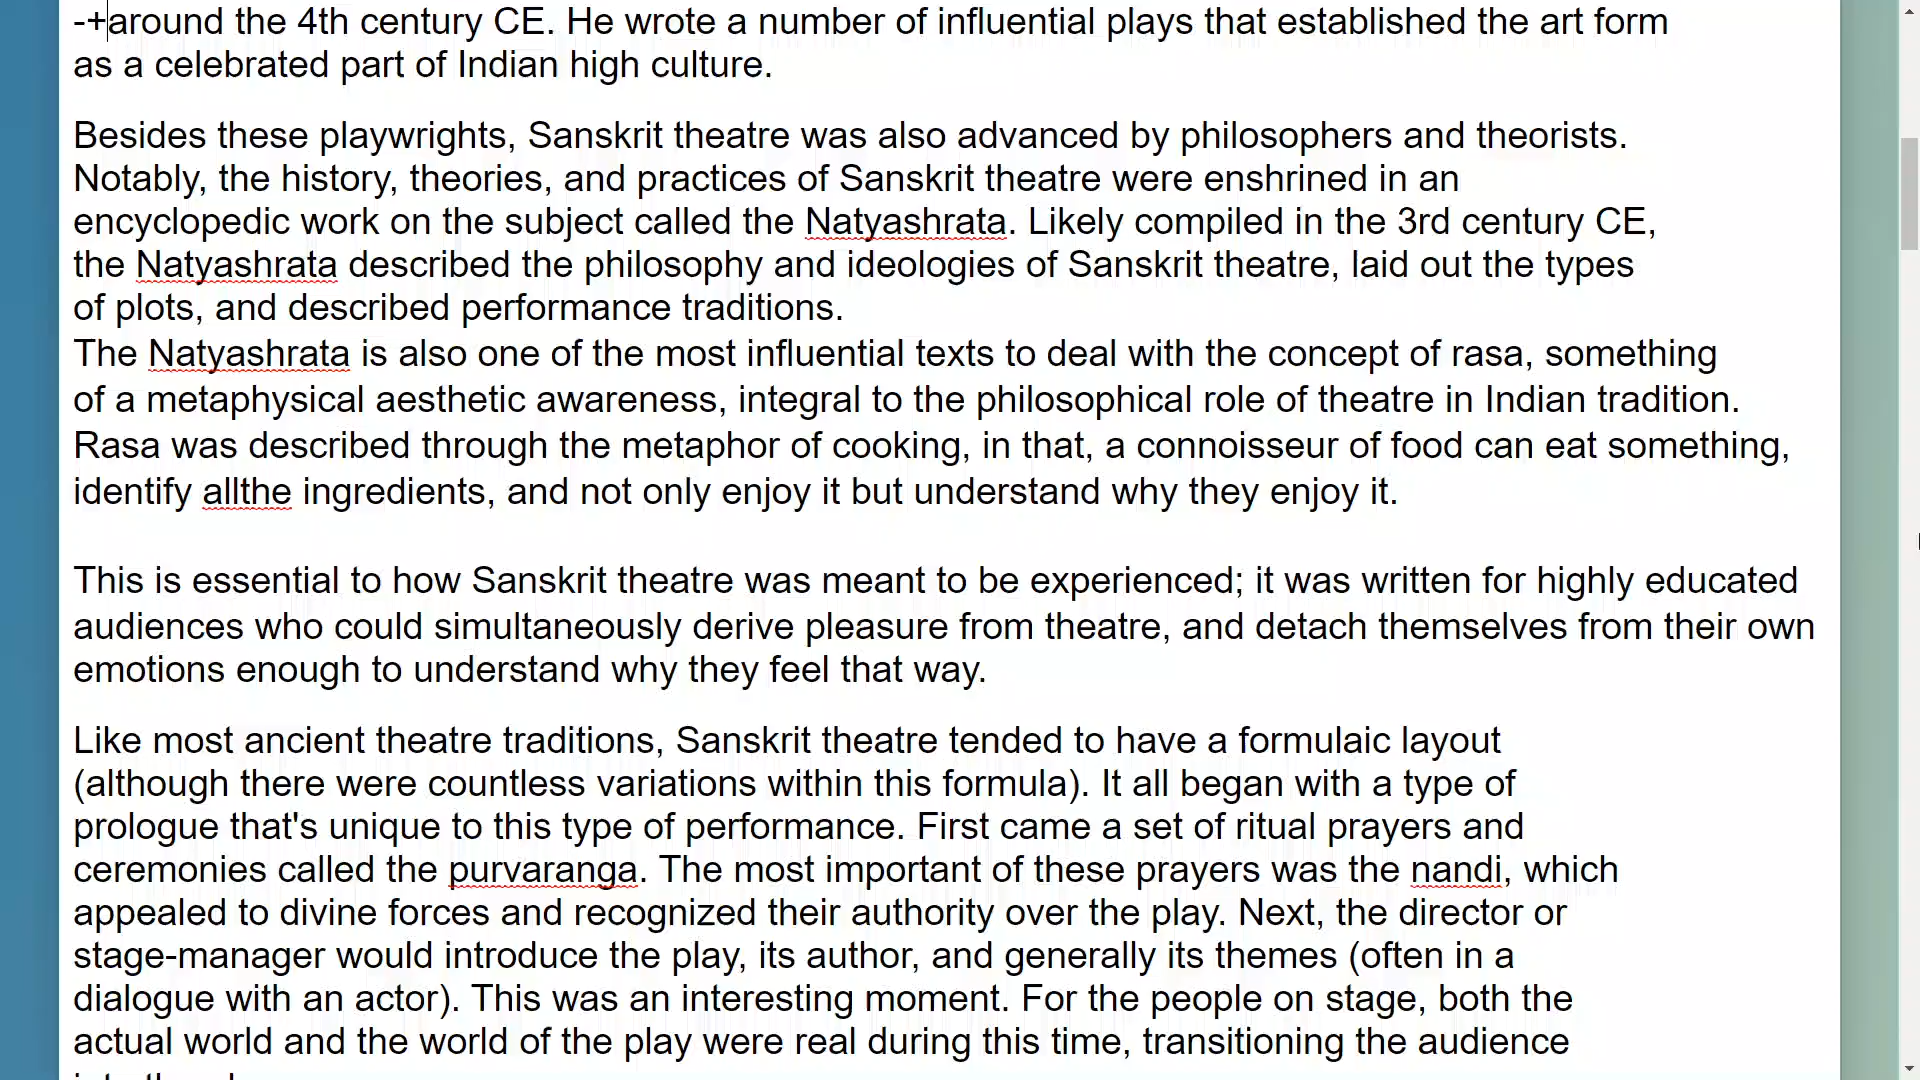 -+around the 4th century CE. He wrote a number of influential plays that established the art form
as a celebrated part of Indian high culture.
Besides these playwrights, Sanskrit theatre was also advanced by philosophers and theorists.
Notably, the history, theories, and practices of Sanskrit theatre were enshrined in an
encyclopedic work on the subject called the Natyashrata. Likely compiled in the 3rd century CE,
the Natyashrata described the philosophy and ideologies of Sanskrit theatre, laid out the types
of plots, and described performance traditions.
The Natyashrata is also one of the most influential texts to deal with the concept of rasa, something
of a metaphysical aesthetic awareness, integral to the philosophical role of theatre in Indian tradition.
Rasa was described through the metaphor of cooking, in that, a connoisseur of food can eat something,
identify allthe ingredients, and not only enjoy it but understand why they enjoy it.
This is essential to how Sanskrit theatre was meant to be experienced; it was written for highly educated
audiences who could simultaneously derive pleasure from theatre, and detach themselves from their own
emotions enough to understand why they feel that way.
Like most ancient theatre traditions, Sanskrit theatre tended to have a formulaic layout
(although there were countless variations within this formula). It all began with a type of
prologue that's unique to this type of performance. First came a set of ritual prayers and
ceremonies called the purvaranga. The most important of these prayers was the nandi, which
appealed to divine forces and recognized their authority over the play. Next, the director or
stage-manager would introduce the play, its author, and generally its themes (often in a
dialogue with an actor). This was an interesting moment. For the people on stage, both the
actual world and the world of the play were real during this time, transitioning the audience